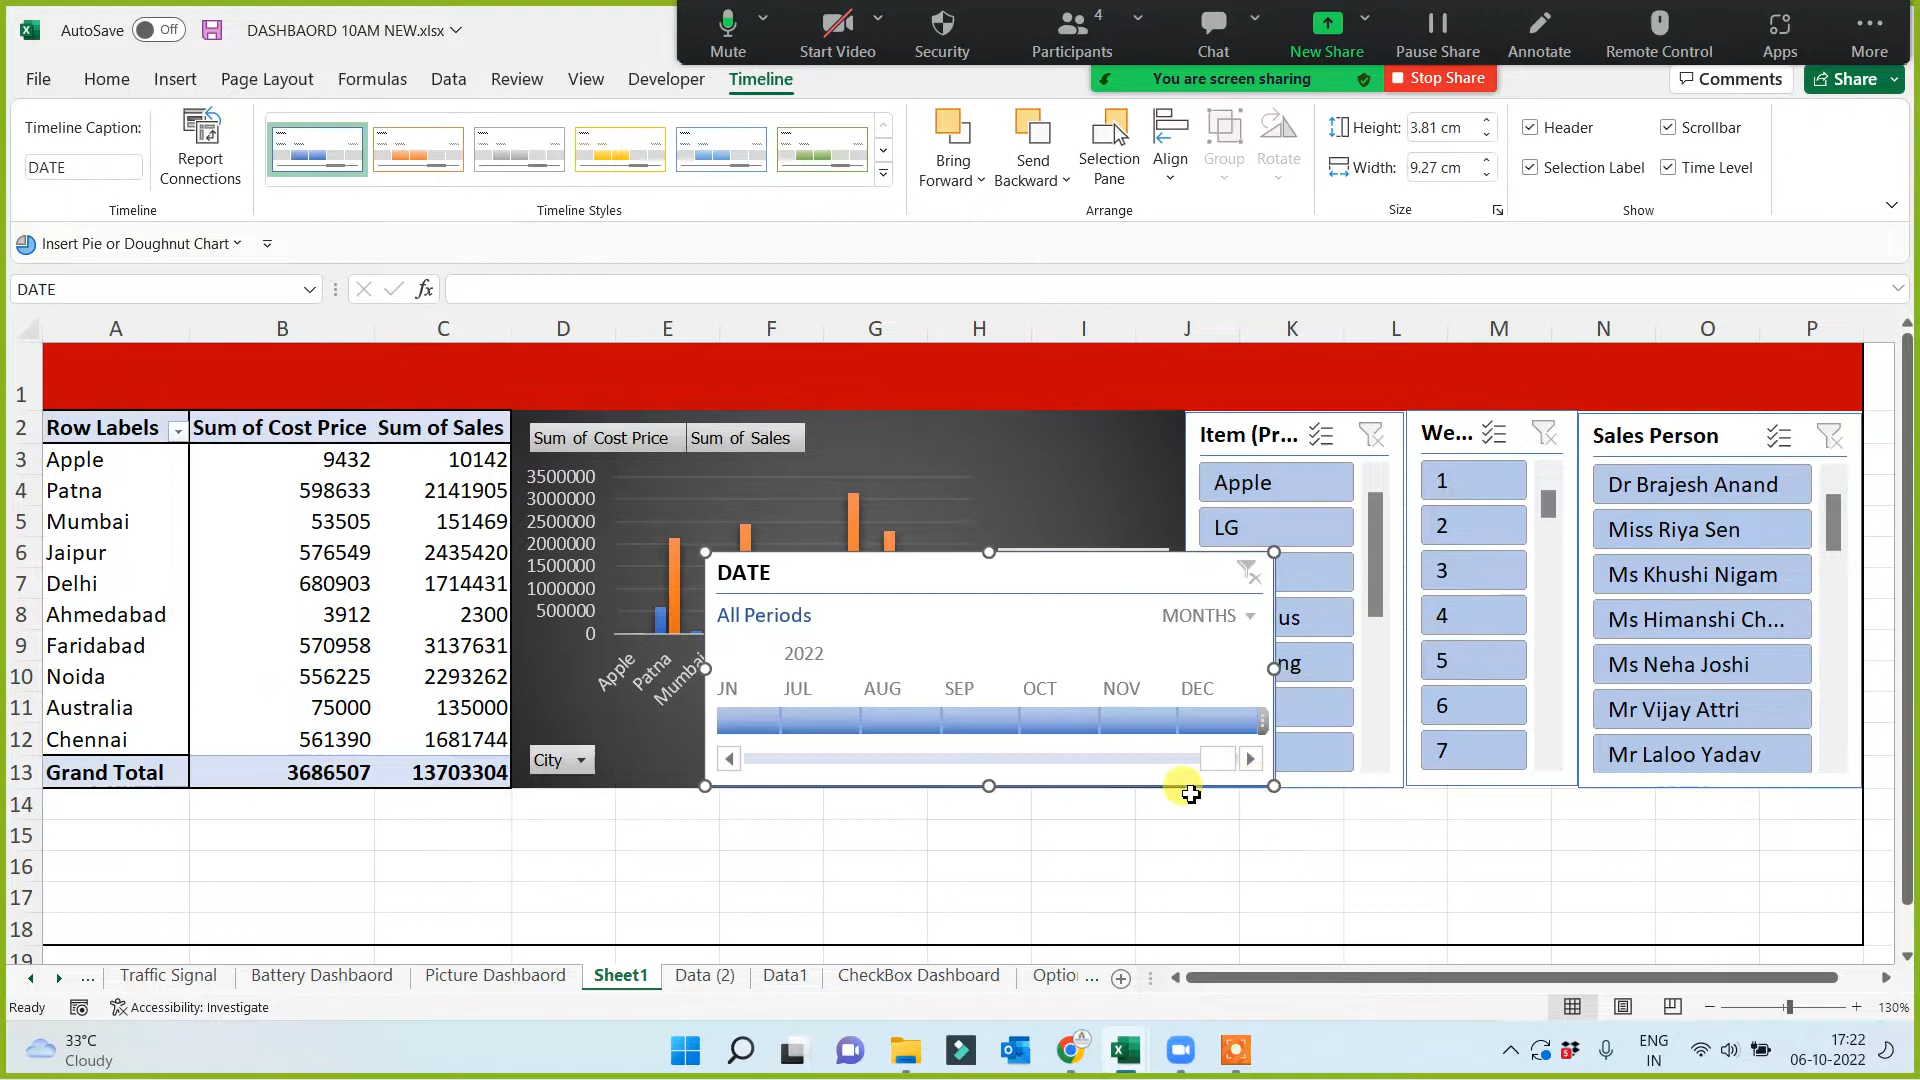 AutoSave Off DASHBAORD 10AM NEW.xlsx
Mute Start Video Security Participants 4 Chat New Share Pause Share Annotate Remote Control Apps More
You are screen sharing Stop Share
File Home Insert Page Layout Formulas Data Review View Developer Timeline Comments Share
Timeline Caption:
DATE
Report Connections
Timeline
Timeline Styles
Bring Forward Send Backward Selection Pane Align Group Rotate
Arrange
Height: 3.81 cm
Width: 9.27 cm
Size
Header Scrollbar
Selection Label Time Level
Show
Insert Pie or Doughnut Chart
DATE fx
A B C D E F G H I J K L M N O P
1
2 Row Labels Sum of Cost Price Sum of Sales
3 Apple 9432 10142
4 Patna 598633 2141905
5 Mumbai 53505 151469
6 Jaipur 576549 2435420
7 Delhi 680903 1714431
8 Ahmedabad 3912 2300
9 Faridabad 570958 3137631
10 Noida 556225 2293262
11 Australia 75000 135000
12 Chennai 561390 1681744
13 Grand Total 3686507 13703304
14
15
16
17
18
19
Sum of Cost Price Sum of Sales
3500000
3000000
2500000
2000000
1500000
1000000
500000
0
Apple Patna Mumbai
City
DATE
All Periods MONTHS
2022
JN JUL AUG SEP OCT NOV DEC
Item (Pr...
Apple
LG
us
ng
We...
1
2
3
4
5
6
7
Sales Person
Dr Brajesh Anand
Miss Riya Sen
Ms Khushi Nigam
Ms Himanshi Ch...
Ms Neha Joshi
Mr Vijay Attri
Mr Laloo Yadav
... Traffic Signal Battery Dashbaord Picture Dashbaord Sheet1 Data (2) Data1 CheckBox Dashboard Optio ...
Ready Accessibility: Investigate 130%
33°C
Cloudy
ENG
IN
17:22
06-10-2022